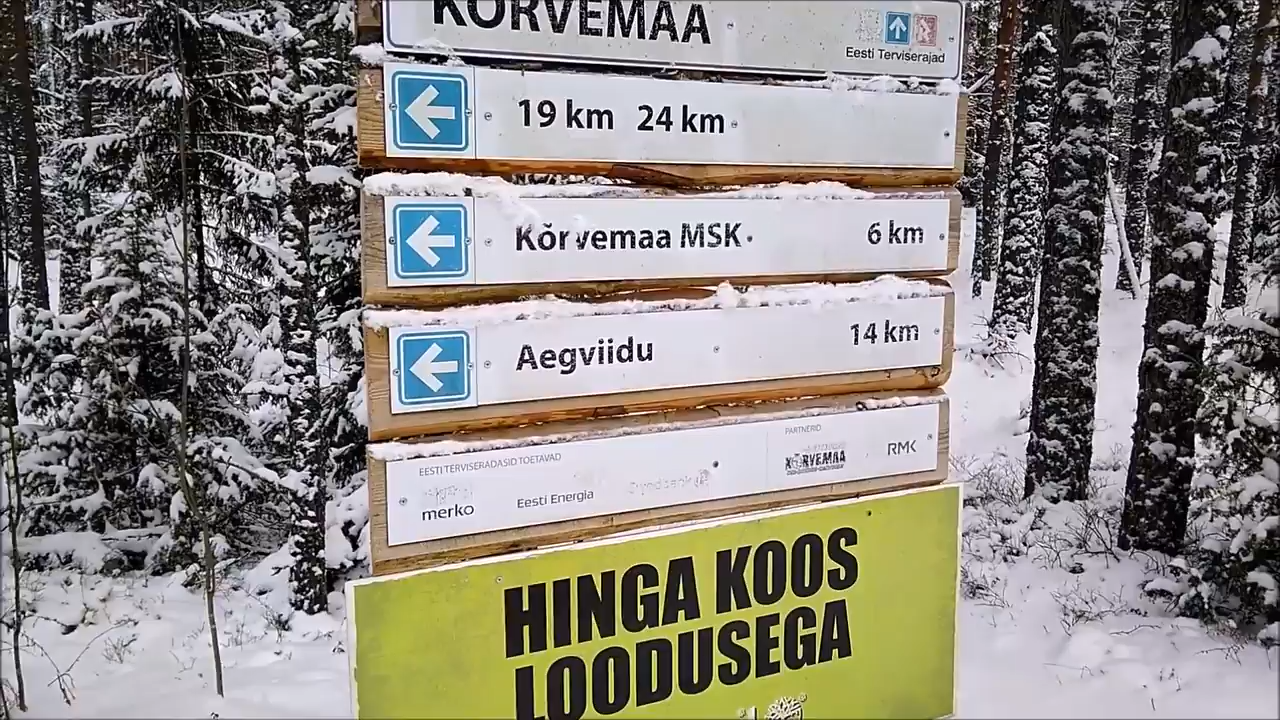 KÕRVEMAA
Eesti Terviserajad
19 km 24 km
Kõrvemaa MSK 6 km
Aegviidu 14 km
EESTI TERVISERADASID TOETAVAD
merko
Eesti Energia
PARTNERID
KÕRVEMAA
RMK
HINGA KOOS
LOODUSEGA